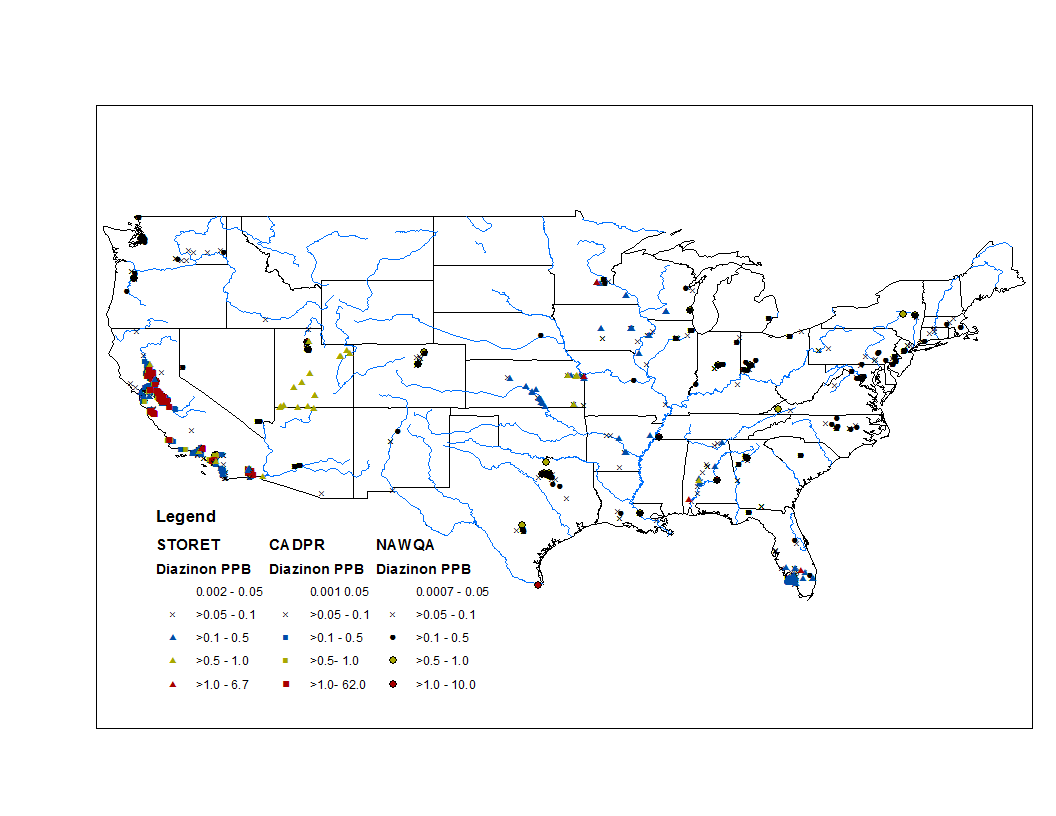 Legend
STORET CADPR NAWQA
Diazinon PPB Diazinon PPB Diazinon PPB
0.002 - 0.05 0.001 0.05 0.0007 - 0.05
>0.05 - 0.1 >0.05 - 0.1 >0.05 - 0.1
>0.1 - 0.5 >0.1 - 0.5 >0.1 - 0.5
>0.5 - 1.0 >0.5- 1.0 >0.5 - 1.0
>1.0 - 6.7 >1.0- 62.0 >1.0 - 10.0